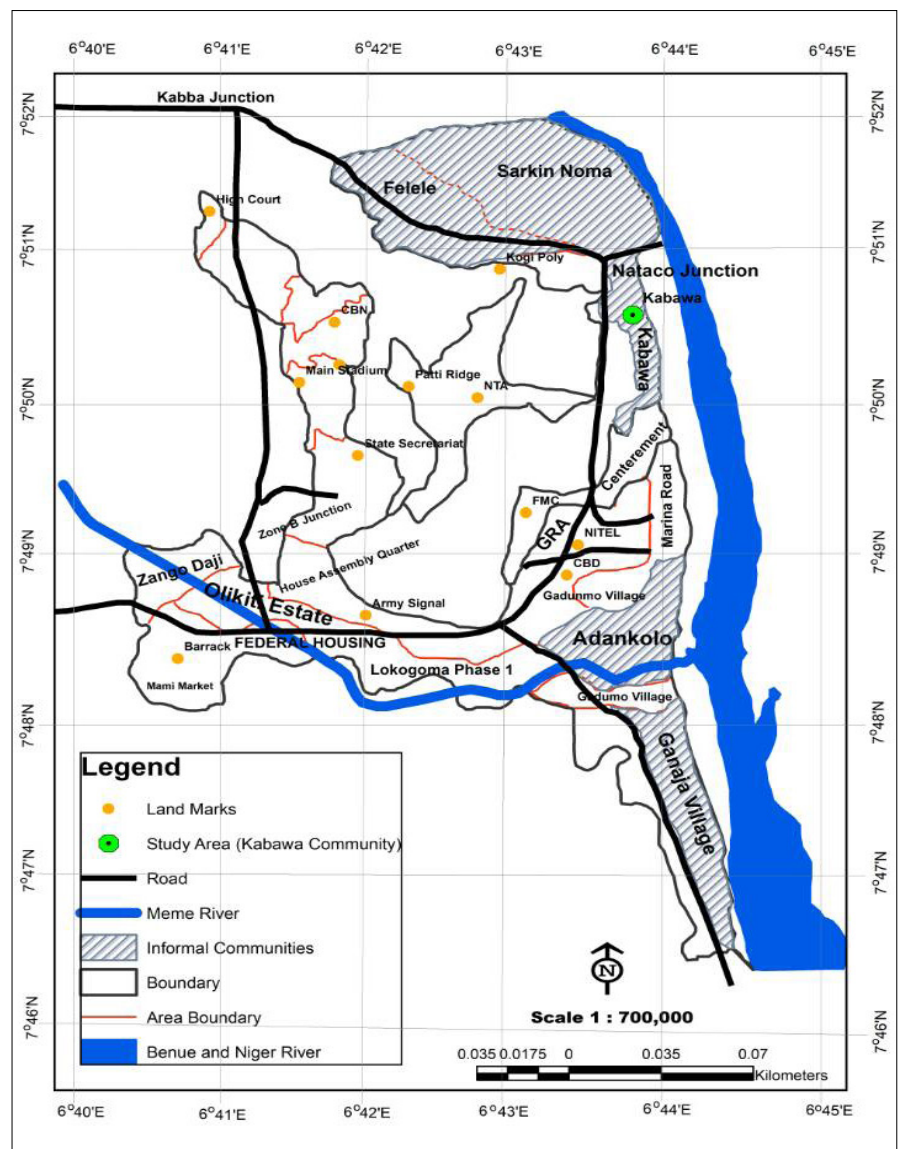 6°40'E 6°41'E 6°42'E 6°43'E 6°44'E 6°45'E
7°52'N
7°52'N
Kabba Junction
Sarkin Noma
Felele
High Court
7°51'N
7°51'N
Kogi Poly
Nataco Junction
Kabawa
CBN
Kabawa
Main Stadium
Patti Ridge
NTA
7°50'N
7°50'N
State Secretariat
Centerement
Marina Road
FMC
Zone B Junction
GRA
NITEL
7°49'N
7°49'N
House Assembly Quarter
CBD
Zango Daji
Gadunmo Village
Olikiti Estate
Army Signal
Adankolo
Barrack
FEDERAL HOUSING
Lokogoma Phase 1
Mami Market
Gadumo Village
7°48'N
7°48'N
Ganaja Village
Legend
Land Marks
Study Area (Kabawa Community)
Road
Meme River
Informal Communities
Boundary
Area Boundary
Benue and Niger River
7°47'N
7°47'N
N
7°46'N
7°46'N
Scale 1 : 700,000
0.035 0.0175 0 0.035 0.07
Kilometers
6°40'E 6°41'E 6°42'E 6°43'E 6°44'E 6°45'E